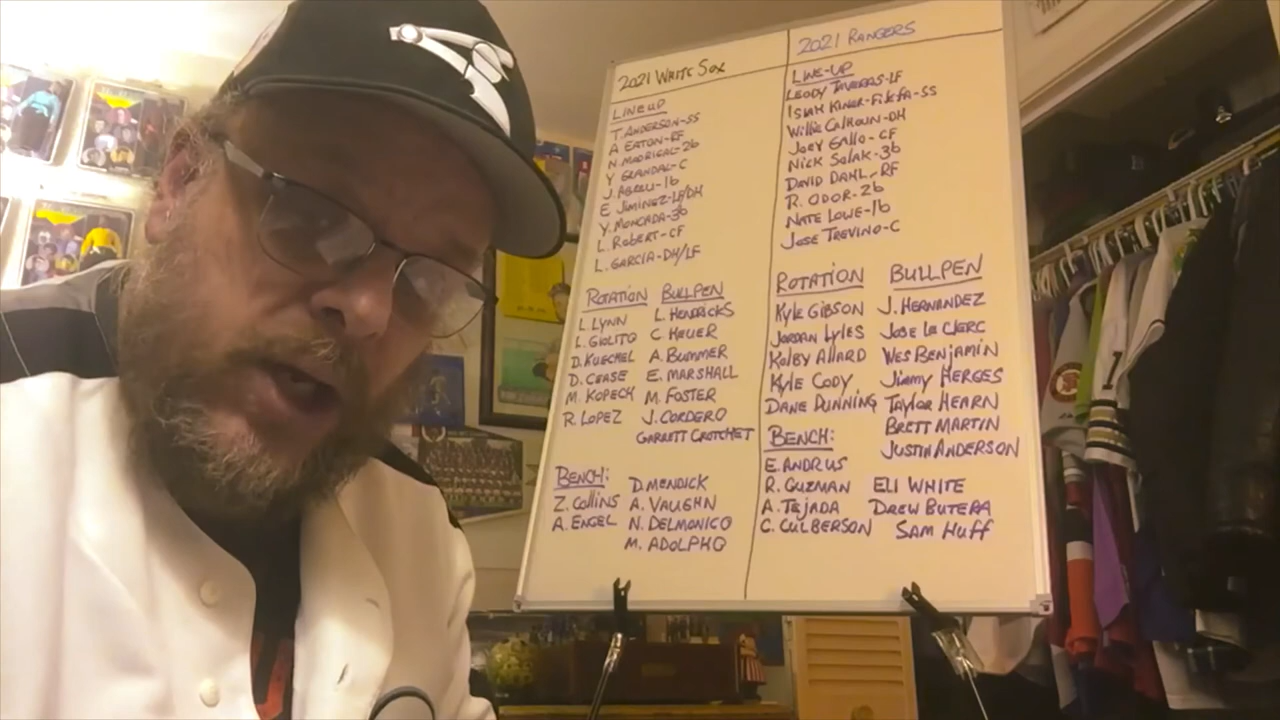 2021 WHITE SOX
LINEUP
T. ANDERSON-SS
A EATON-RF
N. MADRIGAL-2b
Y GRANDAL-C
J. ABREU-1b
E JIMINEZ-LF/DH
Y. MONCADA-3b
L. ROBERT-CF
L. GARCIA-DH/LF
ROTATION
L. LYNN
L. GIOLITO
D. KUECHEL
D. CEASE
M. KOPECH
R. LOPEZ
BULLPEN
L. HENDRICKS
C HEUER
A. BUMMER
E. MARSHALL
M. FOSTER
J. CORDERO
GARRETT CROTCHET
BENCH:
Z. COLLINS
A. ENGEL
D. MENDICK
A. VAUGHN
N. DELMONICO
M. ADOLPHO
2021 RANGERS
LINE-UP
LEODY TAVERAS-LF
ISIAH KINER-FILEFA-SS
Willie CALHOUN-DH
JOEY GALLO-CF
NICK SOLAK-3b
DAVID DAHL-RF
R. ODOR-2b
NATE LOWE-1b
JOSE TREVINO-C
ROTATION
KYLE GIBSON
JORDAN LYLES
KOLBY ALLARD
KYLE CODY
DANE DUNNING
BULLPEN
J. HERNANDEZ
JOSE LE CLERC
WES BENJAMIN
Jimmy HERGES
TAYLOR HEARN
BRETT MARTIN
JUSTIN ANDERSON
BENCH:
E. ANDRUS
R. GUZMAN
A. TEJADA
C. CULBERSON
ELI WHITE
DREW BUTERA
SAM HUFF